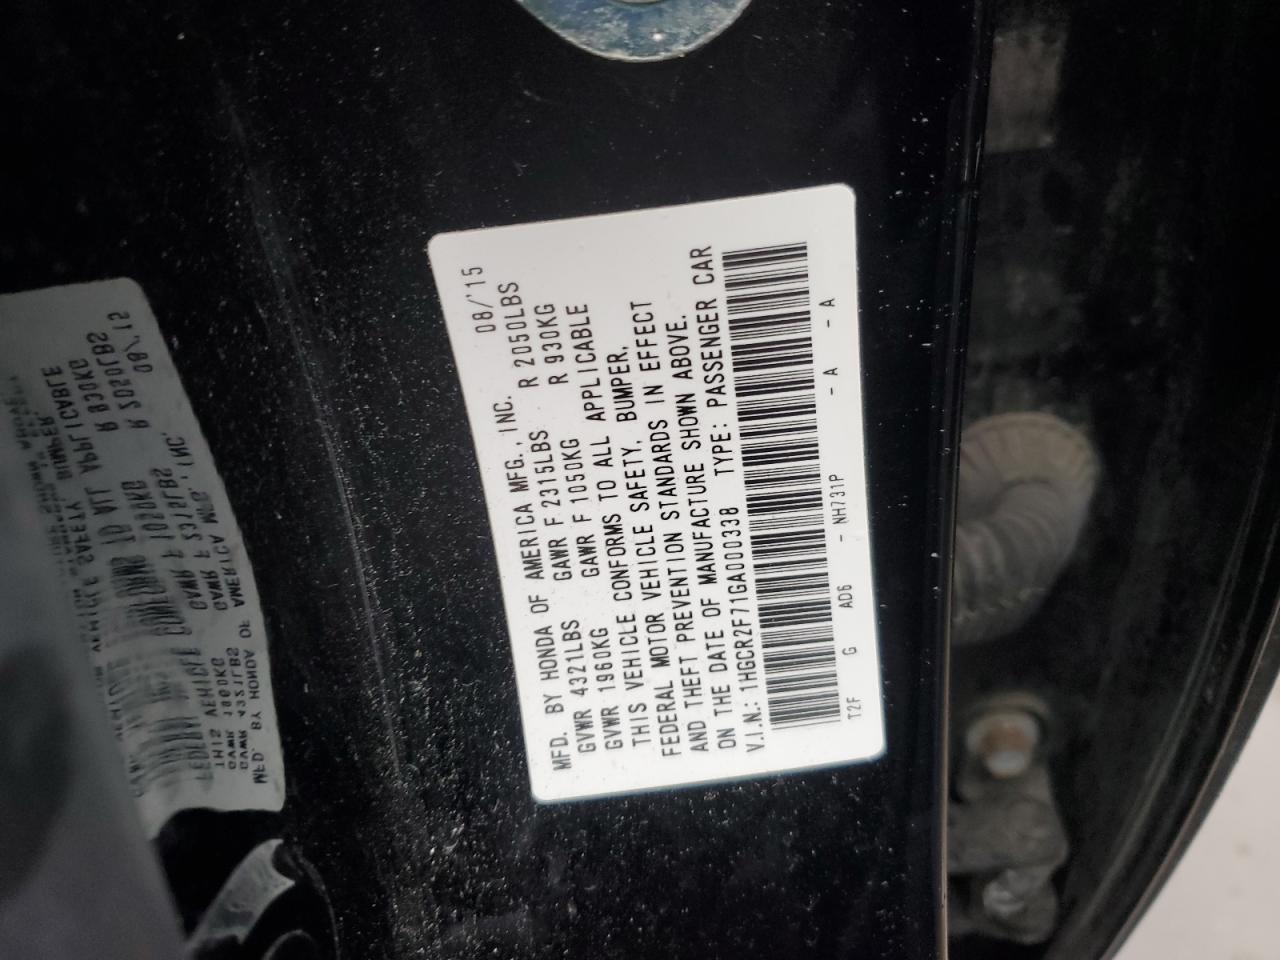 MFD. BY HONDA OF AMERICA MFG., INC. 08/'15
GVWR 4321LBS GAWR F 2315LBS R 2050LBS
GVWR 1960KG GAWR F 1050KG R 930KG
THIS VEHICLE CONFORMS TO ALL APPLICABLE
FEDERAL MOTOR VEHICLE SAFETY, BUMPER,
AND THEFT PREVENTION STANDARDS IN EFFECT
ON THE DATE OF MANUFACTURE SHOWN ABOVE.
V.I.N.: 1HGCR2F71GA000338 TYPE: PASSENGER CAR
T2F G AD6 - NH731P - A - A